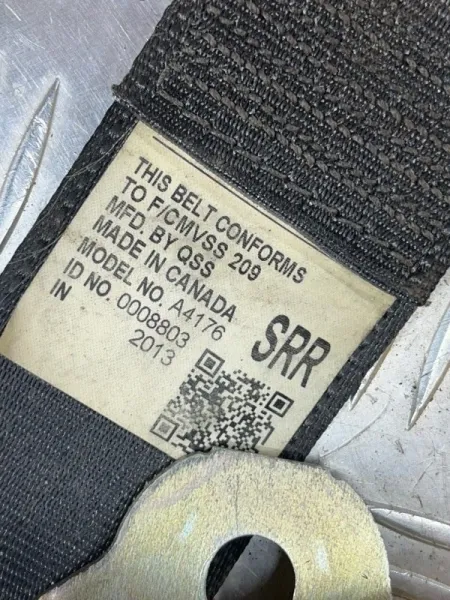 THIS BELT CONFORMS
TO F/CMVSS 209
MFD. BY QSS
MADE IN CANADA
MODEL NO. A4176
ID NO. 0008803
IN 2013
SRR